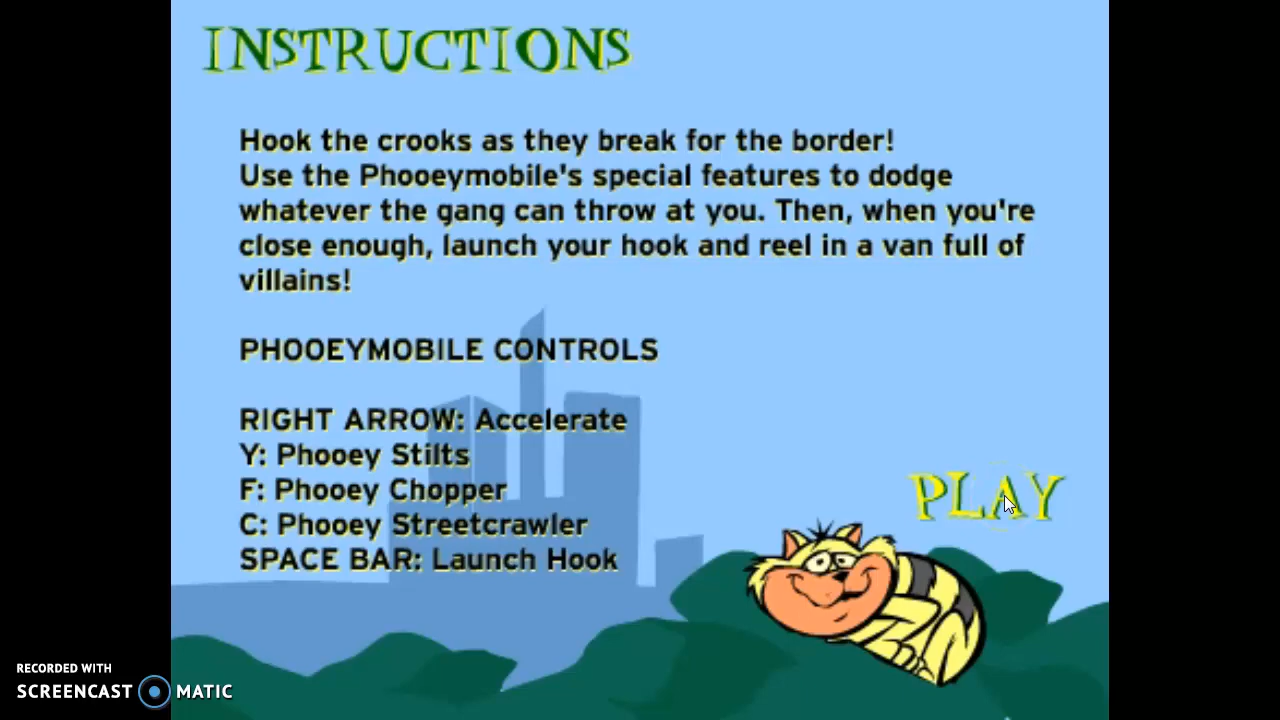 INSTRUCTIONS
Hook the crooks as they break for the border!
Use the Phooeymobile's special features to dodge
whatever the gang can throw at you. Then, when you're
close enough, launch your hook and reel in a van full of
villains!
PHOOEYMOBILE CONTROLS
RIGHT ARROW: Accelerate
Y: Phooey Stilts
F: Phooey Chopper
C: Phooey Streetcrawler
SPACE BAR: Launch Hook
PLAY
RECORDED WITH
SCREENCAST MATIC